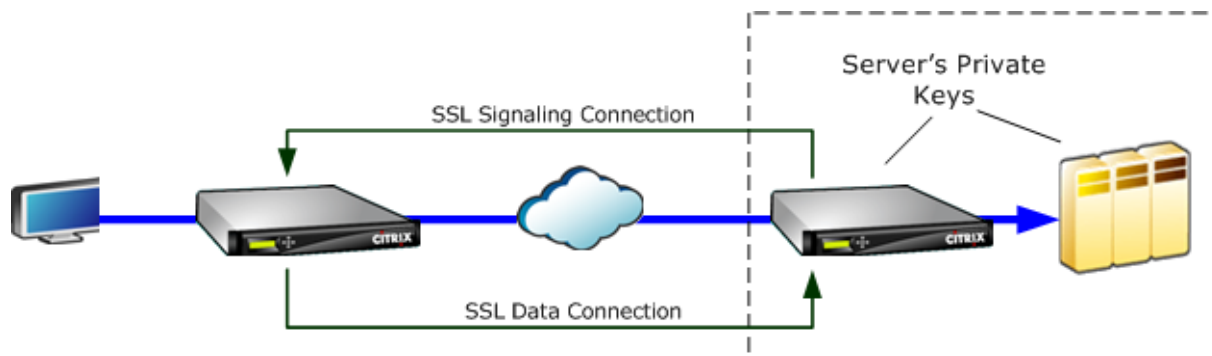 Server's Private
Keys
SSL Signaling Connection
CITRIX
CITRIX
SSL Data Connection